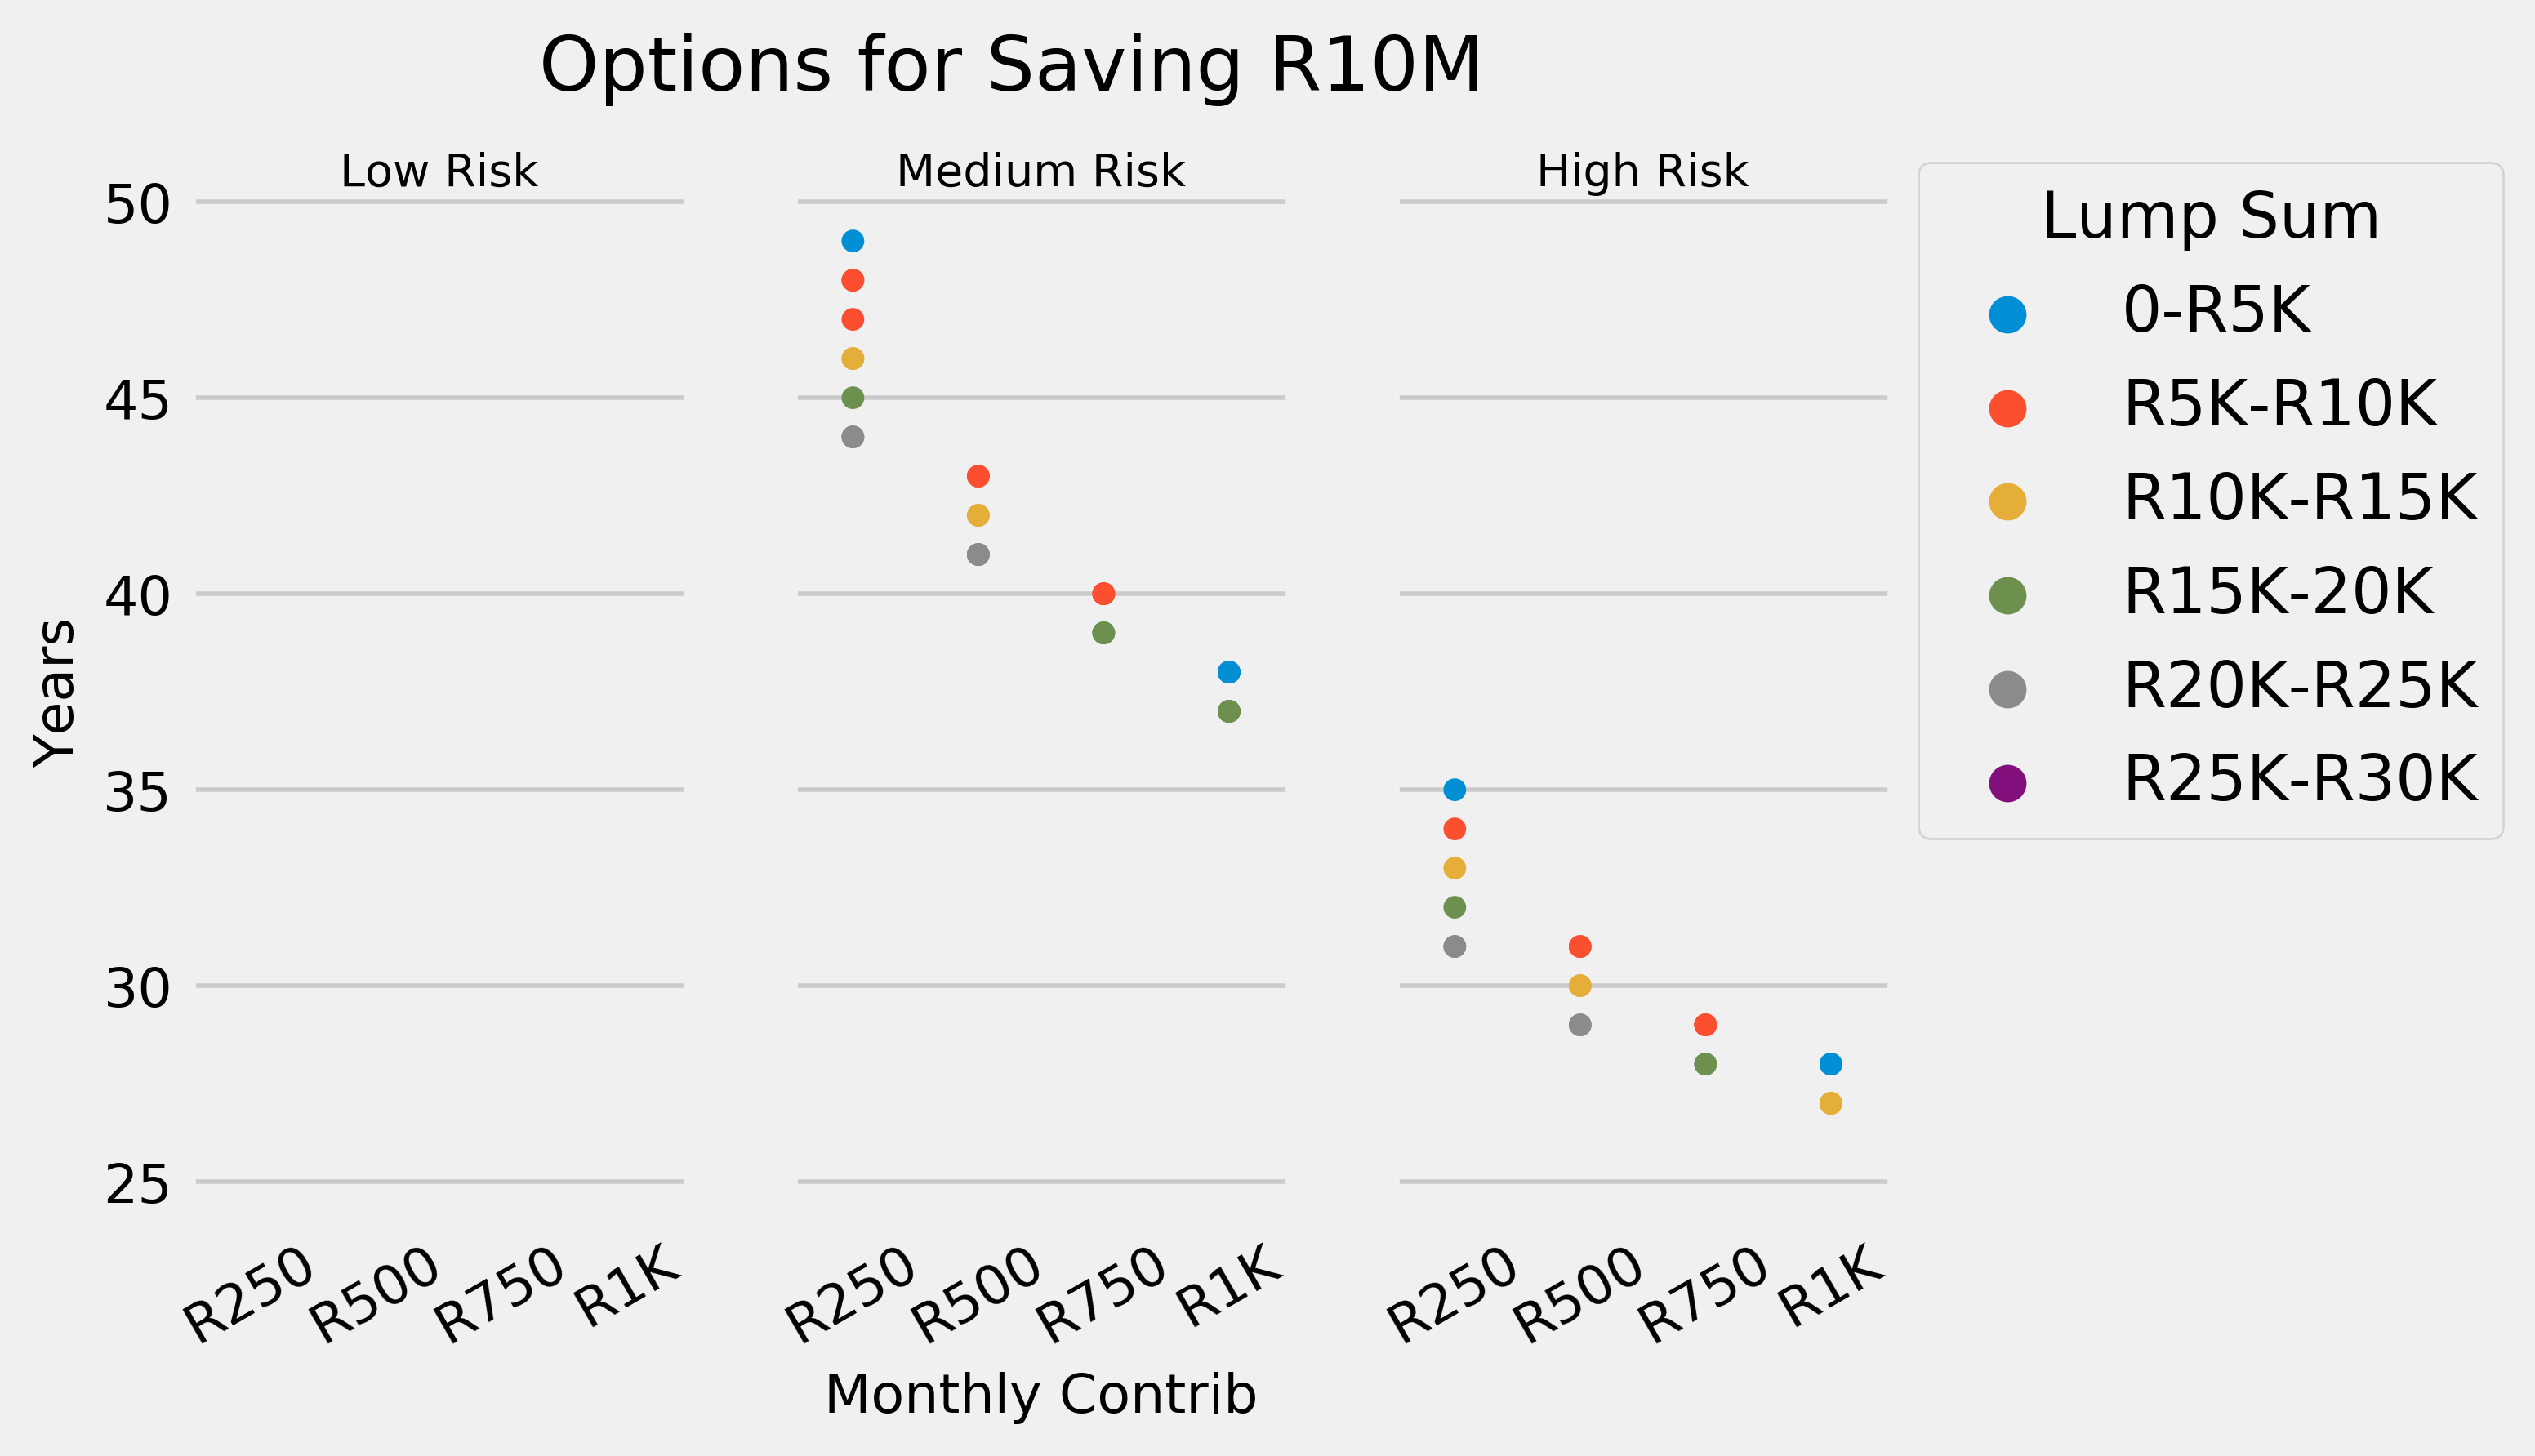 Options for Saving R10M
Low Risk
Medium Risk
High Risk
50
45
40
35
30
25
Years
R250
R500
R750
R1K
R250
R500
R750
R1K
R250
R500
R750
R1K
Monthly Contrib
Lump Sum
0-R5K
R5K-R10K
R10K-R15K
R15K-20K
R20K-R25K
R25K-R30K